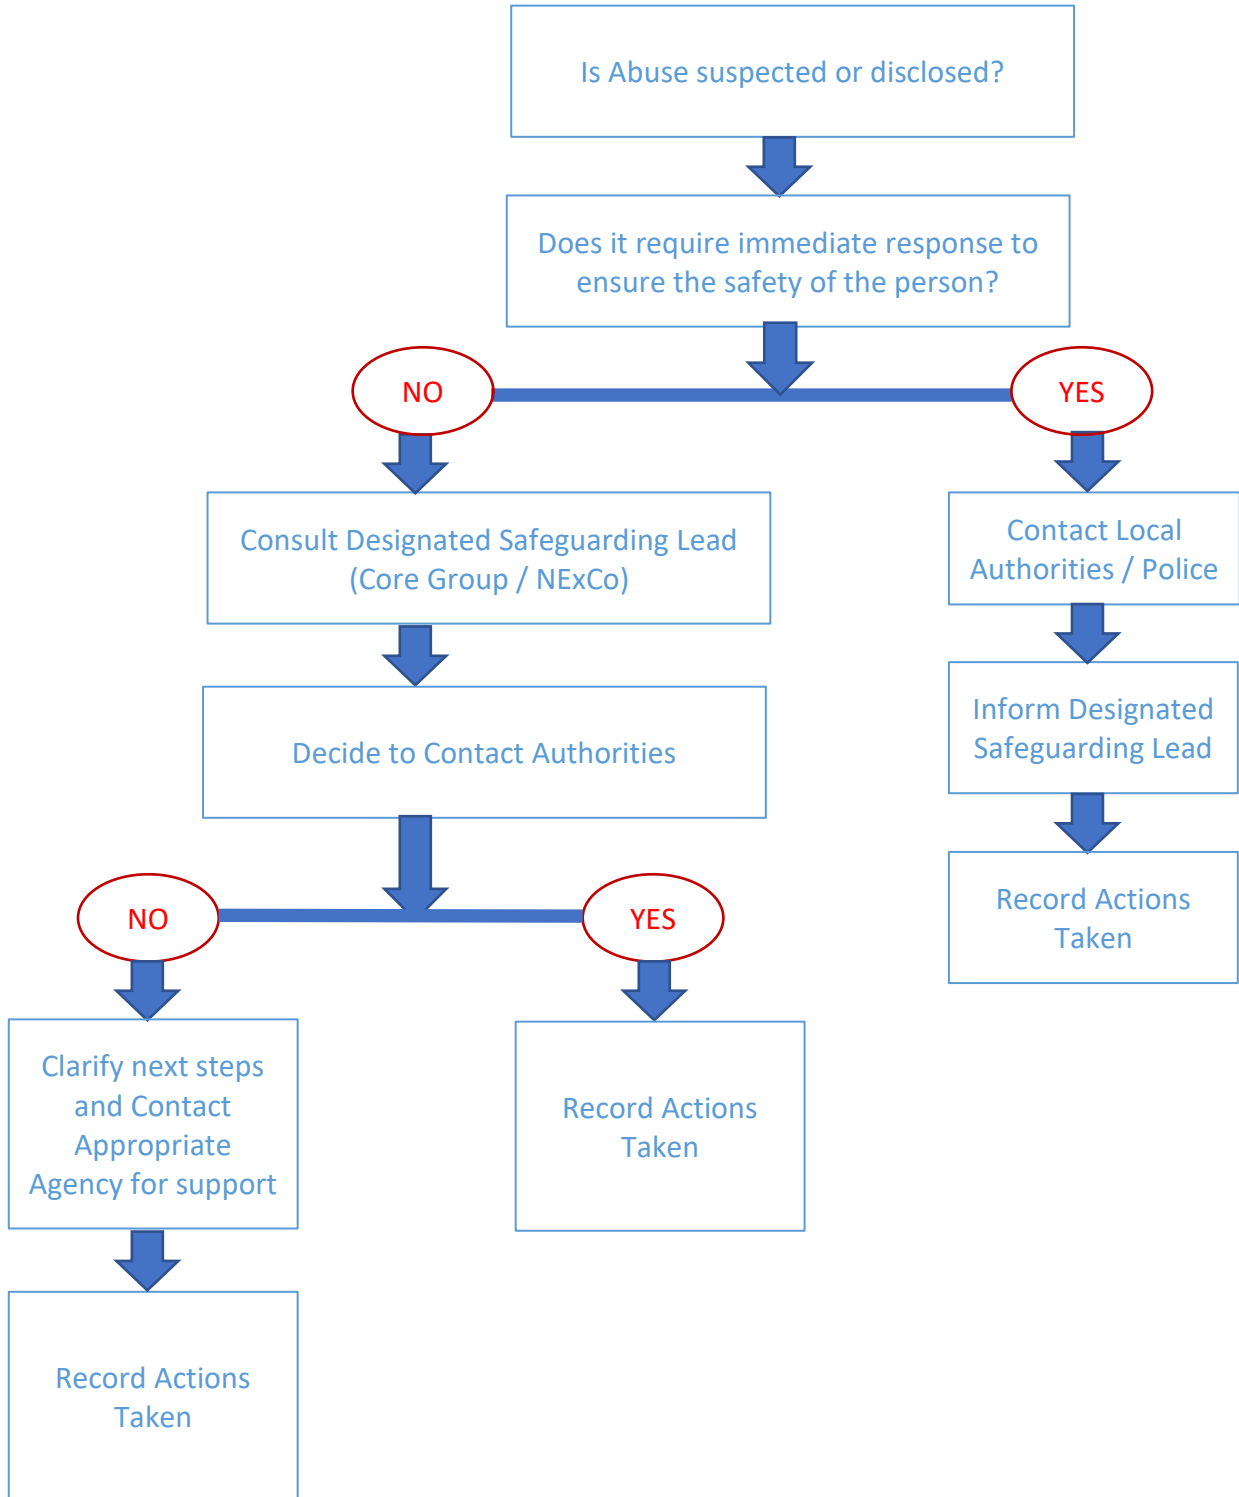 Is Abuse suspected or disclosed?
Does it require immediate response to
ensure the safety of the person?
NO
YES
Consult Designated Safeguarding Lead
(Core Group / NExCo)
Contact Local
Authorities / Police
Decide to Contact Authorities
Inform Designated
Safeguarding Lead
Record Actions
Taken
NO
YES
Clarify next steps
and Contact
Appropriate
Agency for support
Record Actions
Taken
Record Actions
Taken